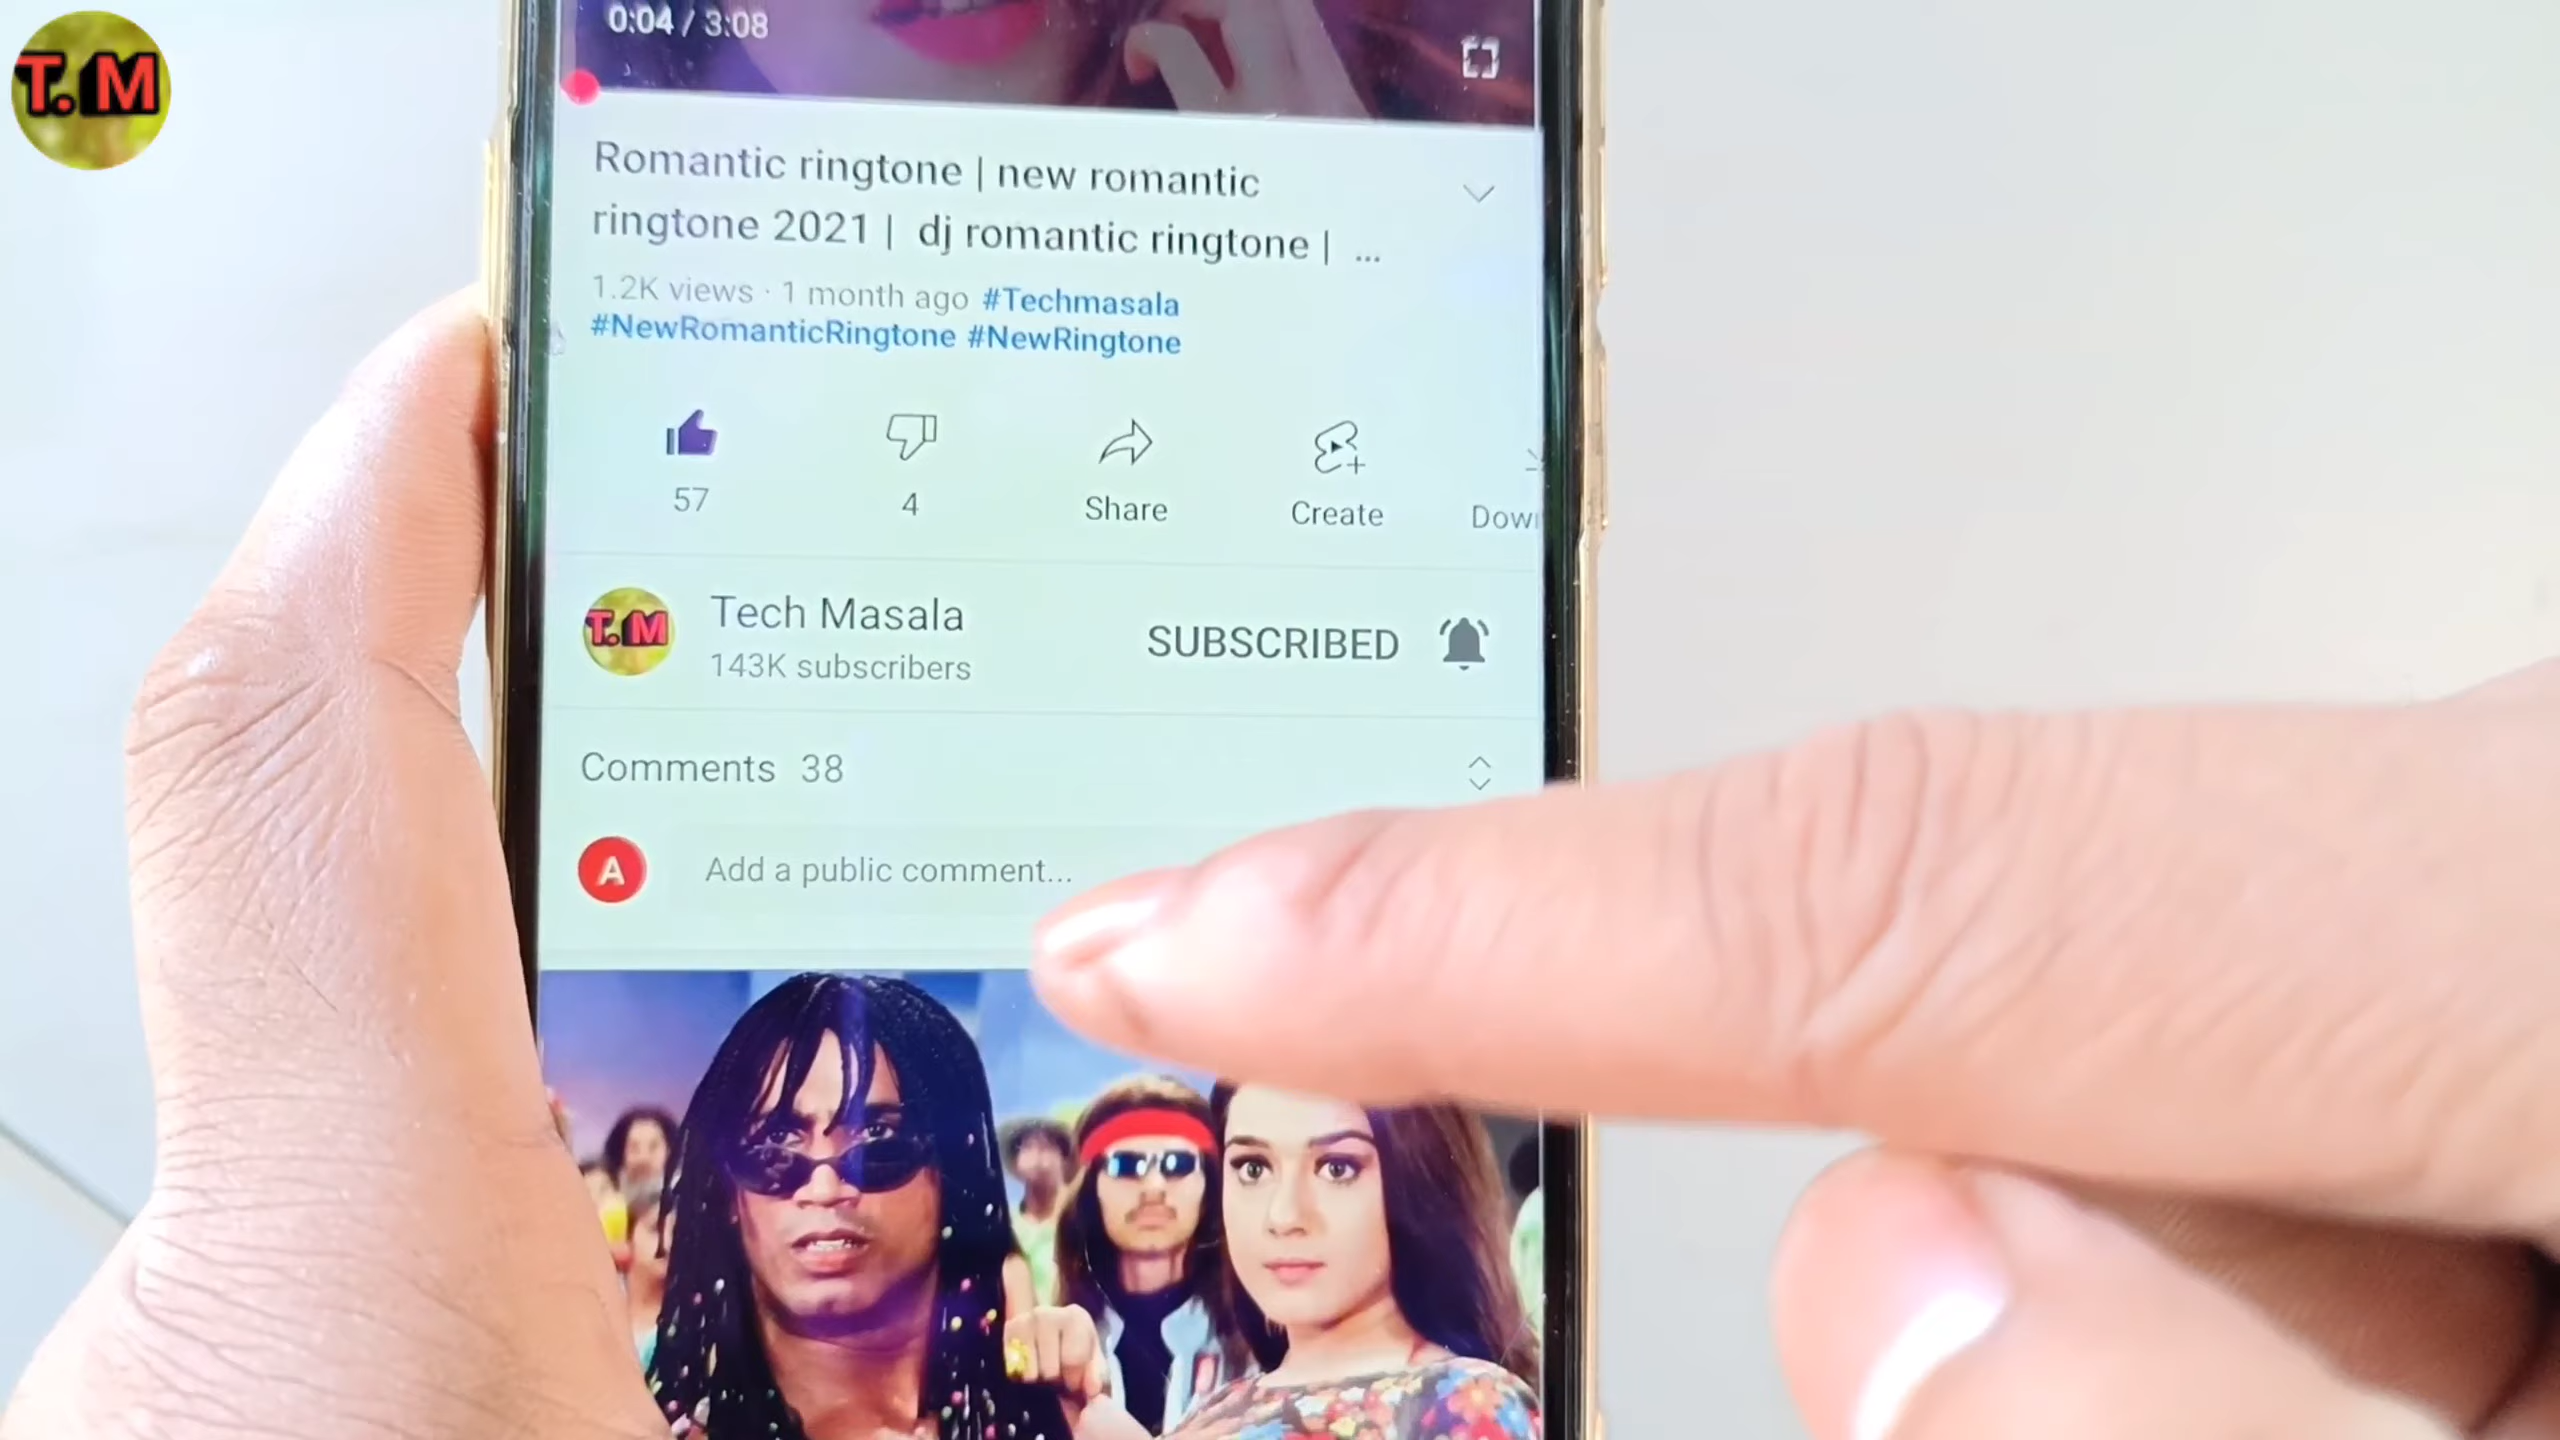 T. M
0:04 / 3:08
Romantic ringtone | new romantic
ringtone 2021 | dj romantic ringtone | ...
1.2K views · 1 month ago #Techmasala
#NewRomanticRingtone #NewRingtone
57
4
Share
Create
Dow
T. M
Tech Masala
143K subscribers
SUBSCRIBED
Comments 38
A
Add a public comment...